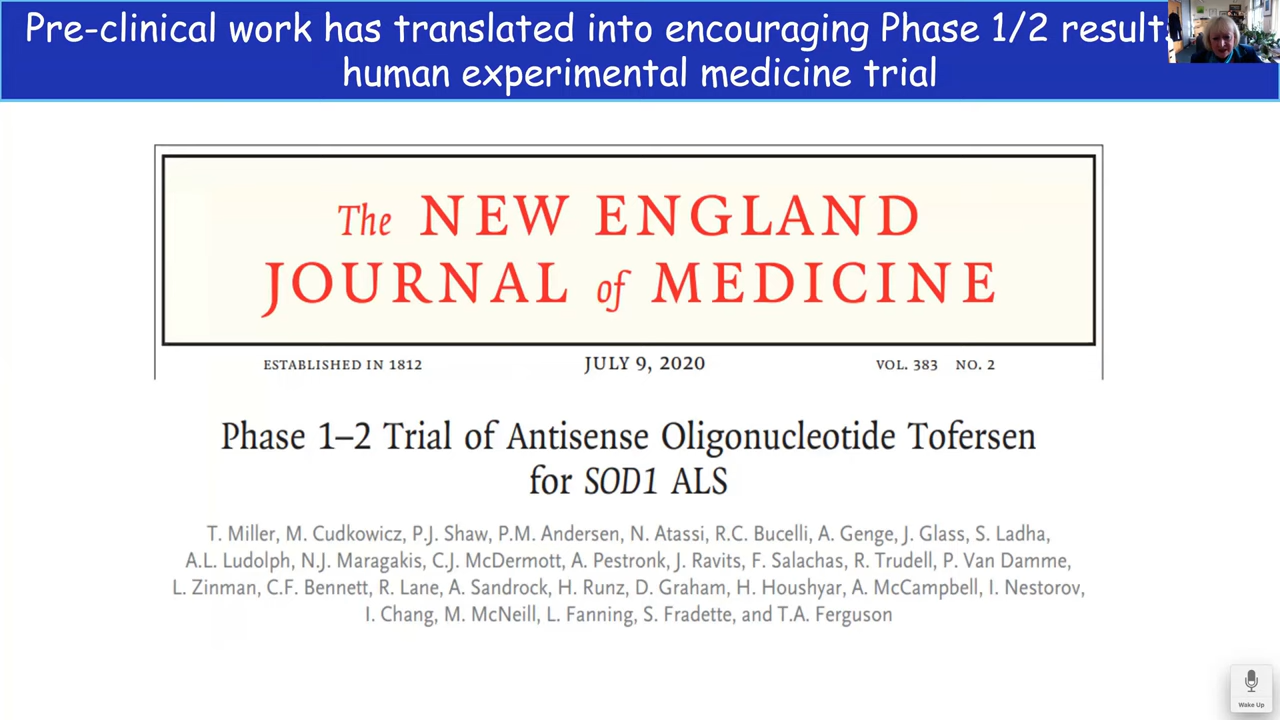 Pre-clinical work has translated into encouraging Phase 1/2 result
human experimental medicine trial
The NEW ENGLAND
JOURNAL of MEDICINE
ESTABLISHED IN 1812 JULY 9, 2020 VOL. 383 NO. 2
Phase 1–2 Trial of Antisense Oligonucleotide Tofersen
for SOD1 ALS
T. Miller, M. Cudkowicz, P.J. Shaw, P.M. Andersen, N. Atassi, R.C. Bucelli, A. Genge, J. Glass, S. Ladha,
A.L. Ludolph, N.J. Maragakis, C.J. McDermott, A. Pestronk, J. Ravits, F. Salachas, R. Trudell, P. Van Damme,
L. Zinman, C.F. Bennett, R. Lane, A. Sandrock, H. Runz, D. Graham, H. Houshyar, A. McCampbell, I. Nestorov,
I. Chang, M. McNeill, L. Fanning, S. Fradette, and T.A. Ferguson
Wake Up